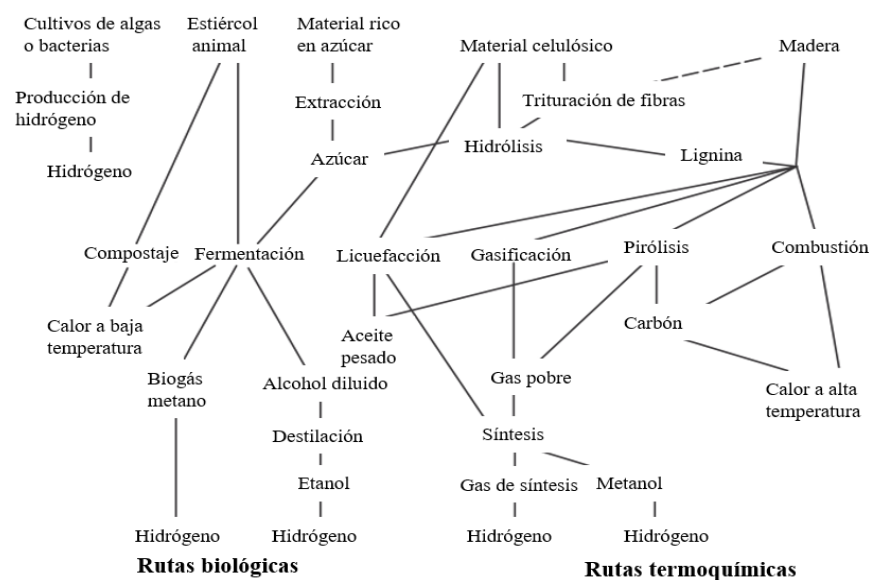 Cultivos de algas
o bacterias
Estiércol
animal
Material rico
en azúcar
Material celulósico
Madera
Producción de
hidrógeno
Extracción
Trituración de fibras
Hidrógeno
Azúcar
Hidrólisis
Lignina
Compostaje
Fermentación
Licuefacción
Gasificación
Pirólisis
Combustión
Calor a baja
temperatura
Aceite
pesado
Carbón
Biogás
metano
Alcohol diluido
Gas pobre
Calor a alta
temperatura
Destilación
Síntesis
Etanol
Gas de síntesis
Metanol
Hidrógeno
Hidrógeno
Hidrógeno
Hidrógeno
Rutas biológicas
Rutas termoquímicas